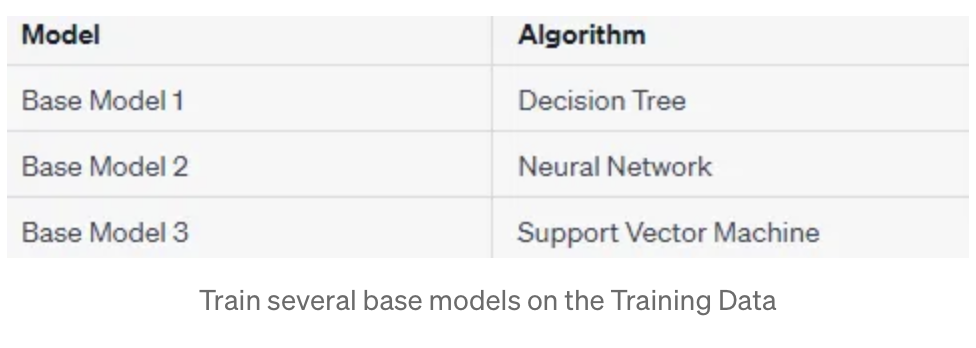 Model Algorithm
Base Model 1 Decision Tree
Base Model 2 Neural Network
Base Model 3 Support Vector Machine
Train several base models on the Training Data